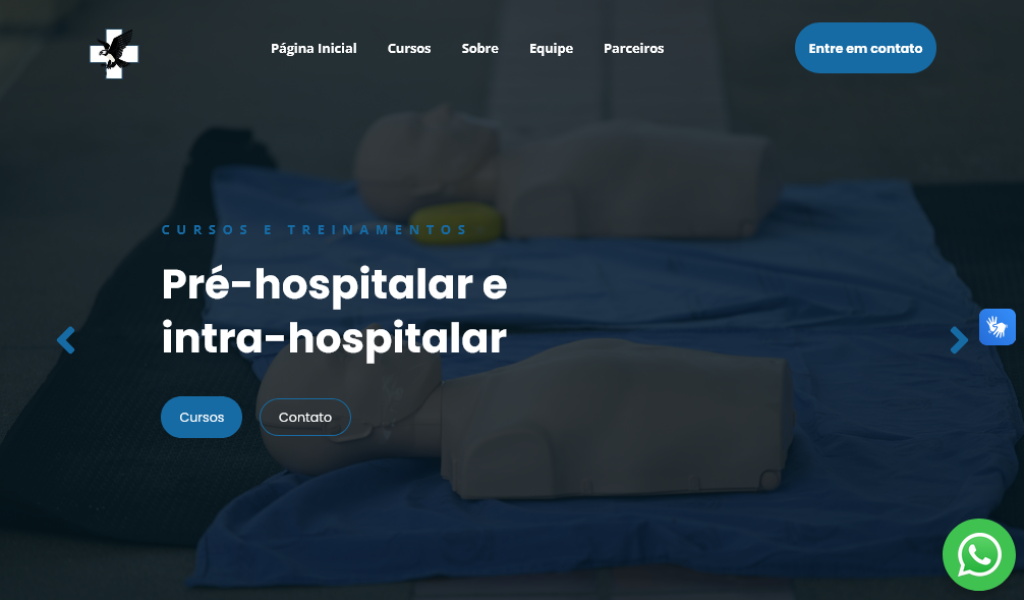 Página Inicial
Cursos
Sobre
Equipe
Parceiros
Entre em contato
CURSOS E TREINAMENTOS
Pré-hospitalar e
intra-hospitalar
Cursos
Contato